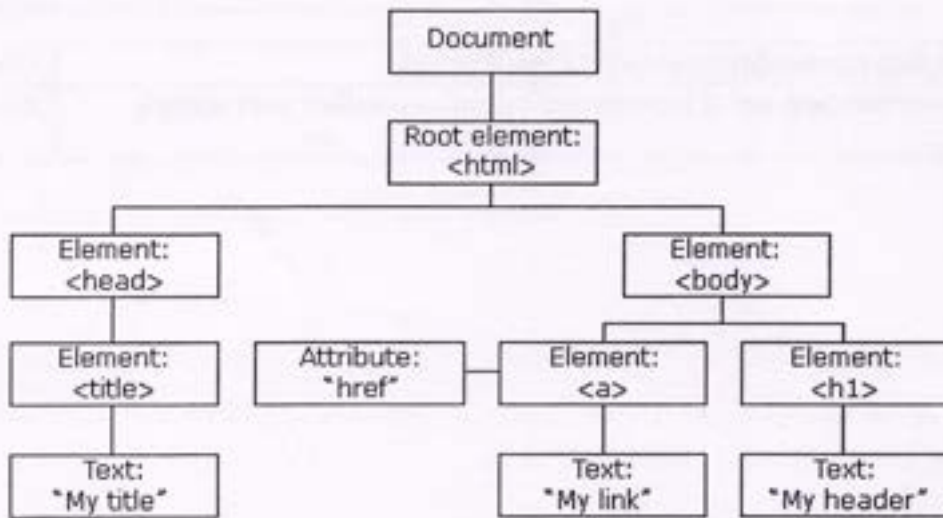 Document
Root element:
<html>
Element:
<head>
Element:
<body>
Element:
<title>
Attribute:
"href"
Element:
<a>
Element:
<h1>
Text:
"My title"
Text:
"My link"
Text:
"My header"